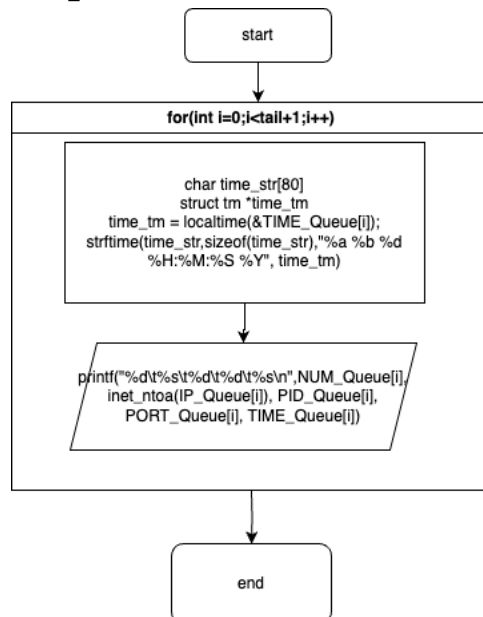 start
for(int i=0;i<tail+1;i++)
char time_str[80]
struct tm *time_tm
time_tm = localtime(&TIME_Queue[i]);
strftime(time_str,sizeof(time_str),"%a %b %d
%H:%M:%S %Y", time_tm)
printf("%d\t%s\t%d\t%d\t%s\n",NUM_Queue[i],
inet_ntoa(IP_Queue[i]), PID_Queue[i],
PORT_Queue[i], TIME_Queue[i])
end